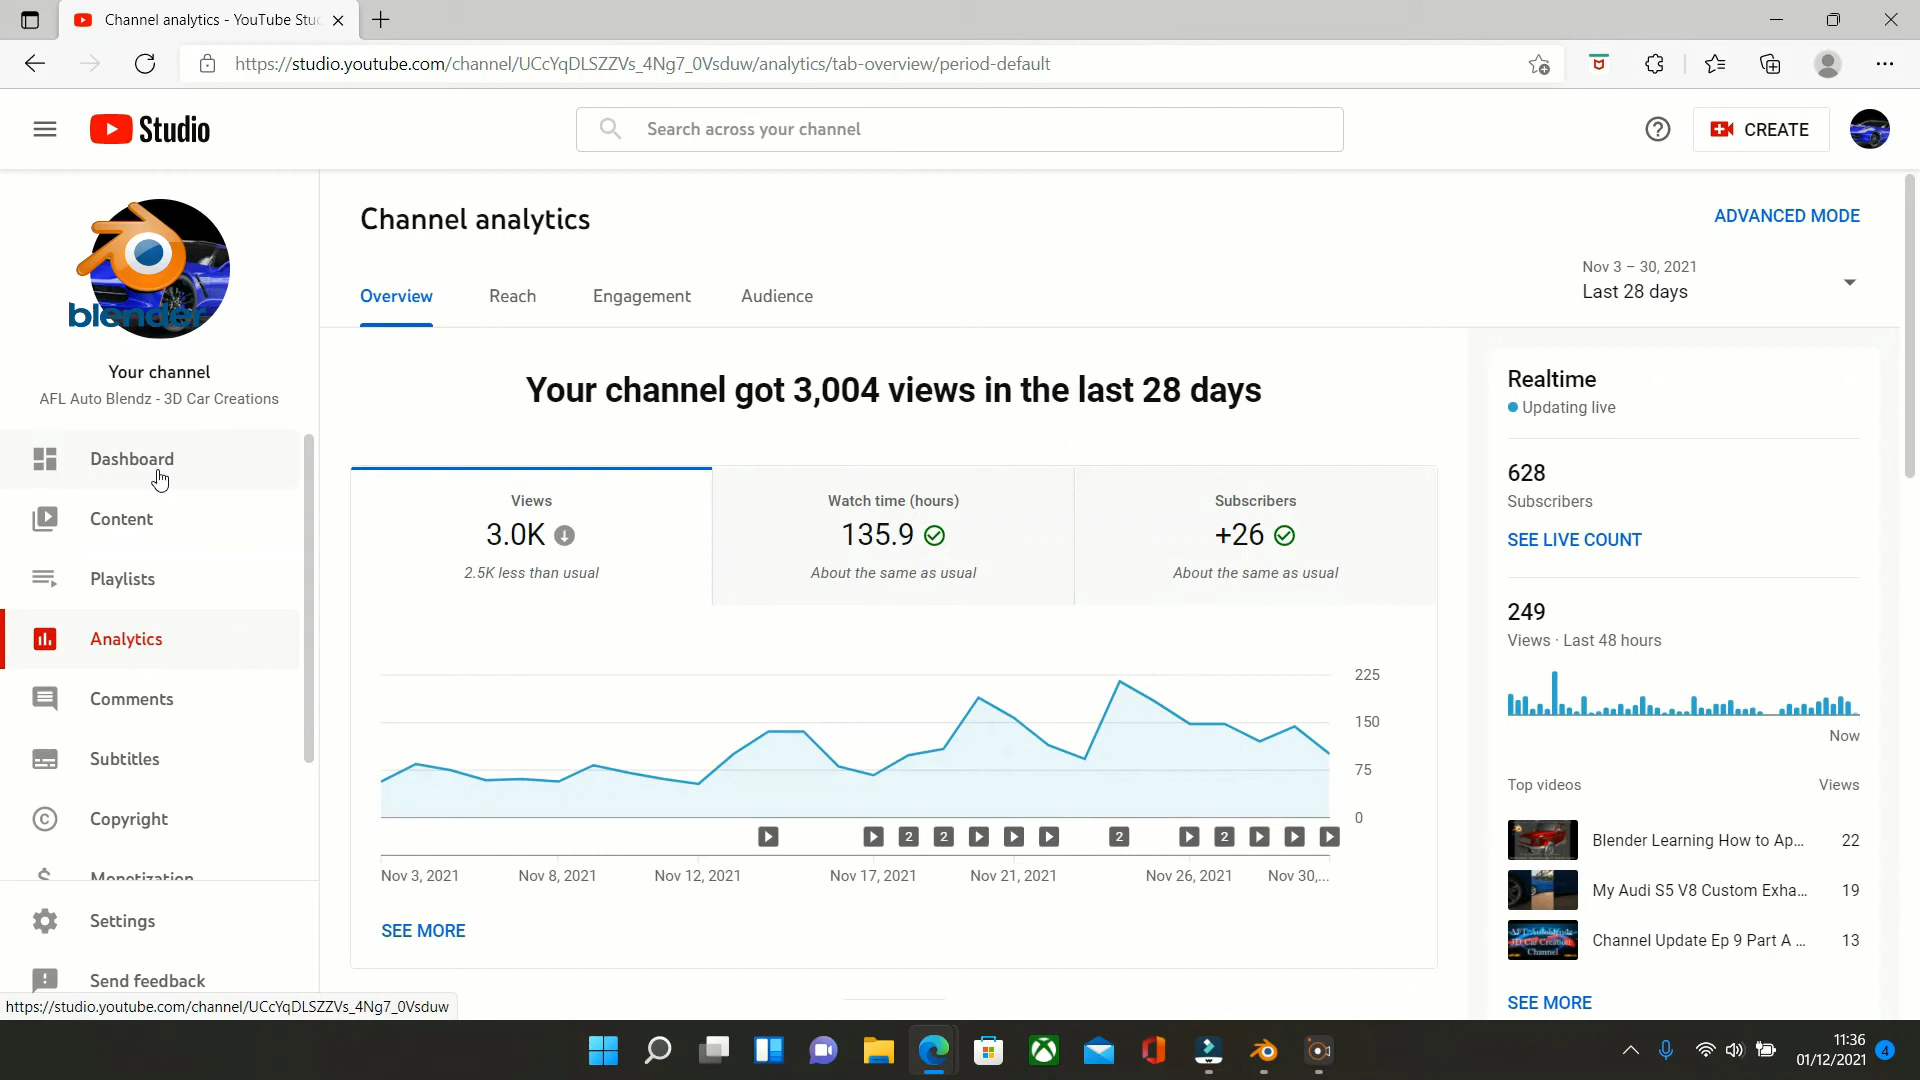 Channel analytics - YouTube Stu
https://studio.youtube.com/channel/UCcYqDLSZZVs_4Ng7_0Vsduw/analytics/tab-overview/period-default
Studio
Search across your channel
CREATE
blender
Your channel
AFL Auto Blendz - 3D Car Creations
Dashboard
Content
Playlists
Analytics
Comments
Subtitles
Copyright
Monetization
Settings
Send feedback
https://studio.youtube.com/channel/UCcYqDLSZZVs_4Ng7_0Vsduw
Channel analytics
ADVANCED MODE
Overview
Reach
Engagement
Audience
Nov 3 – 30, 2021
Last 28 days
Your channel got 3,004 views in the last 28 days
Views
3.0K
2.5K less than usual
Watch time (hours)
135.9
About the same as usual
Subscribers
+26
About the same as usual
225
150
75
0
2 2 2 2
Nov 3, 2021 Nov 8, 2021 Nov 12, 2021 Nov 17, 2021 Nov 21, 2021 Nov 26, 2021 Nov 30,...
SEE MORE
Realtime
Updating live
628
Subscribers
SEE LIVE COUNT
249
Views · Last 48 hours
Now
Top videos Views
Blender Learning How to Ap... 22
My Audi S5 V8 Custom Exha... 19
Channel Update Ep 9 Part A ... 13
SEE MORE
11:36
01/12/2021
4